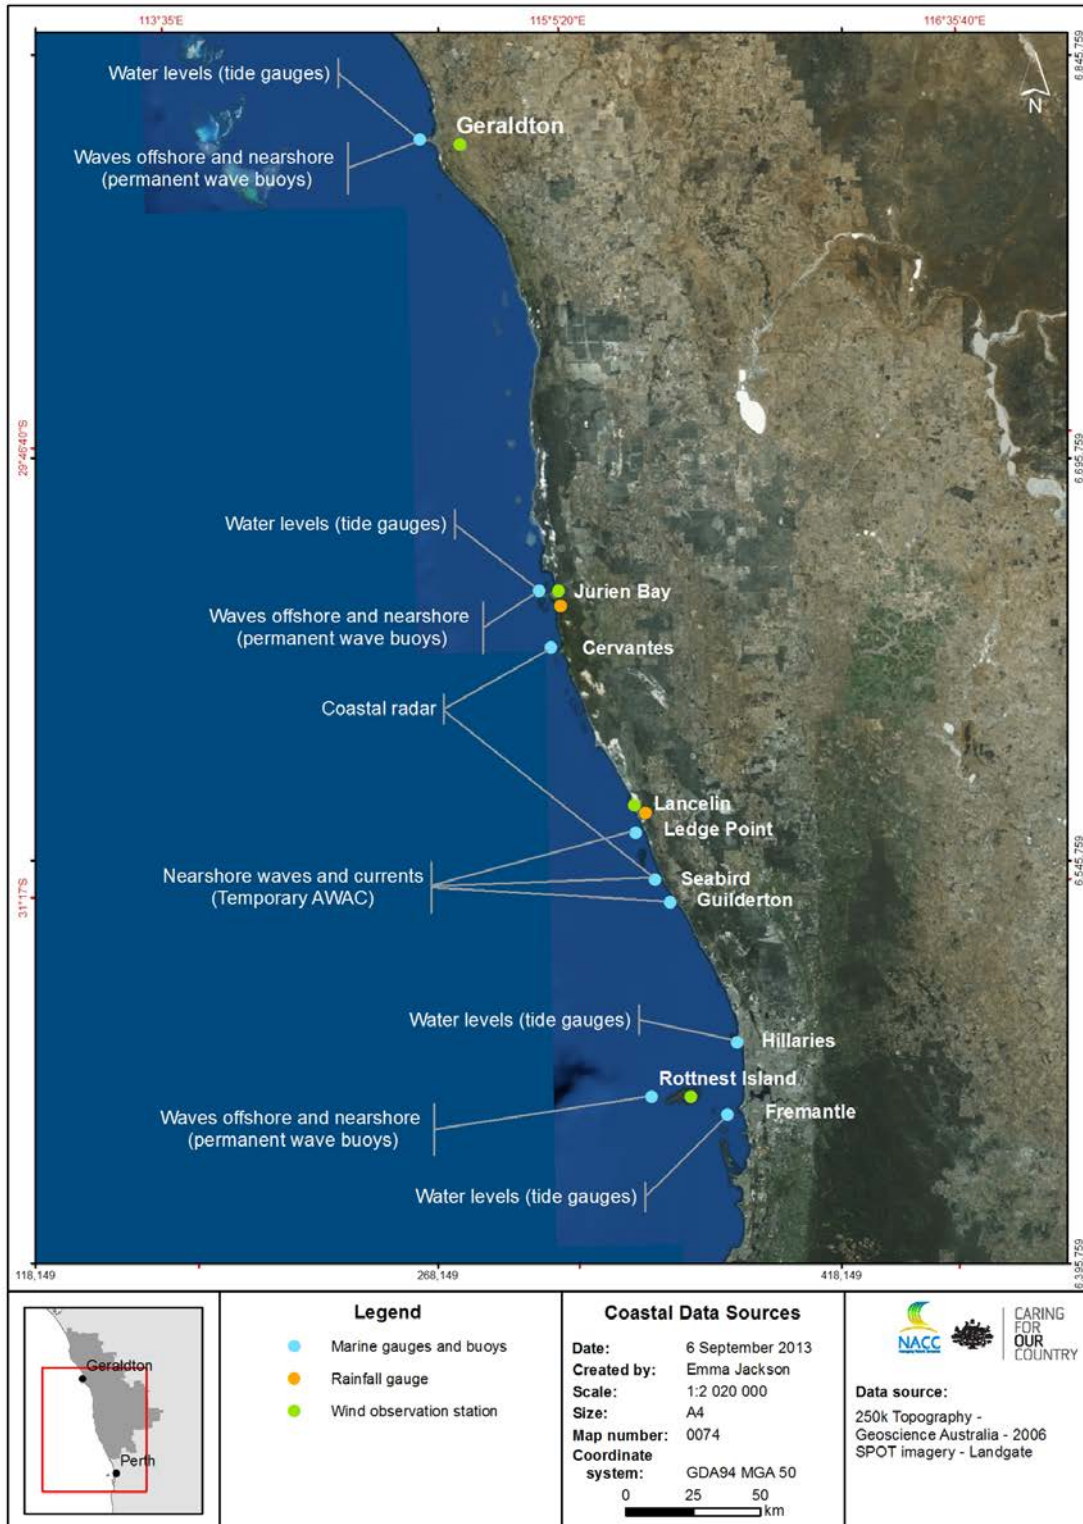 113°35'E
115°5'20"E
116°35'40"E
6,845,759
Water levels (tide gauges)
N
Geraldton
Waves offshore and nearshore
(permanent wave buoys)
29°46'40"S
6,695,759
Water levels (tide gauges)
Jurien Bay
Waves offshore and nearshore
(permanent wave buoys)
Cervantes
Coastal radar
Lancelin
Ledge Point
6,545,759
Nearshore waves and currents
(Temporary AWAC)
Seabird
Guilderton
31°17'S
Water levels (tide gauges)
Hillaries
Rottnest Island
Waves offshore and nearshore
(permanent wave buoys)
Fremantle
Water levels (tide gauges)
6,395,759
118,149
268,149
418,149
Geraldton
Perth
Legend
Marine gauges and buoys
Rainfall gauge
Wind observation station
Coastal Data Sources
Date: 6 September 2013
Created by: Emma Jackson
Scale: 1:2 020 000
Size: A4
Map number: 0074
Coordinate
system: GDA94 MGA 50
0 25 50
km
NACC
CARING
FOR
OUR
COUNTRY
Data source:
250k Topography -
Geoscience Australia - 2006
SPOT imagery - Landgate